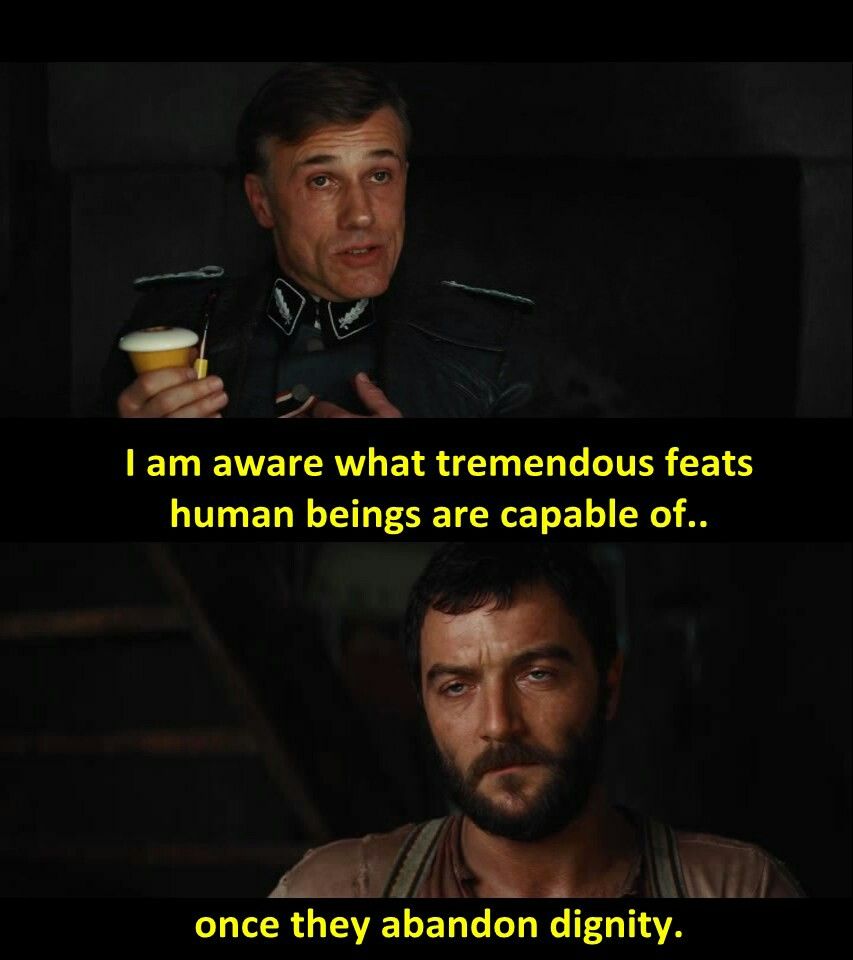 I am aware what tremendous feats
human beings are capable of..
once they abandon dignity.